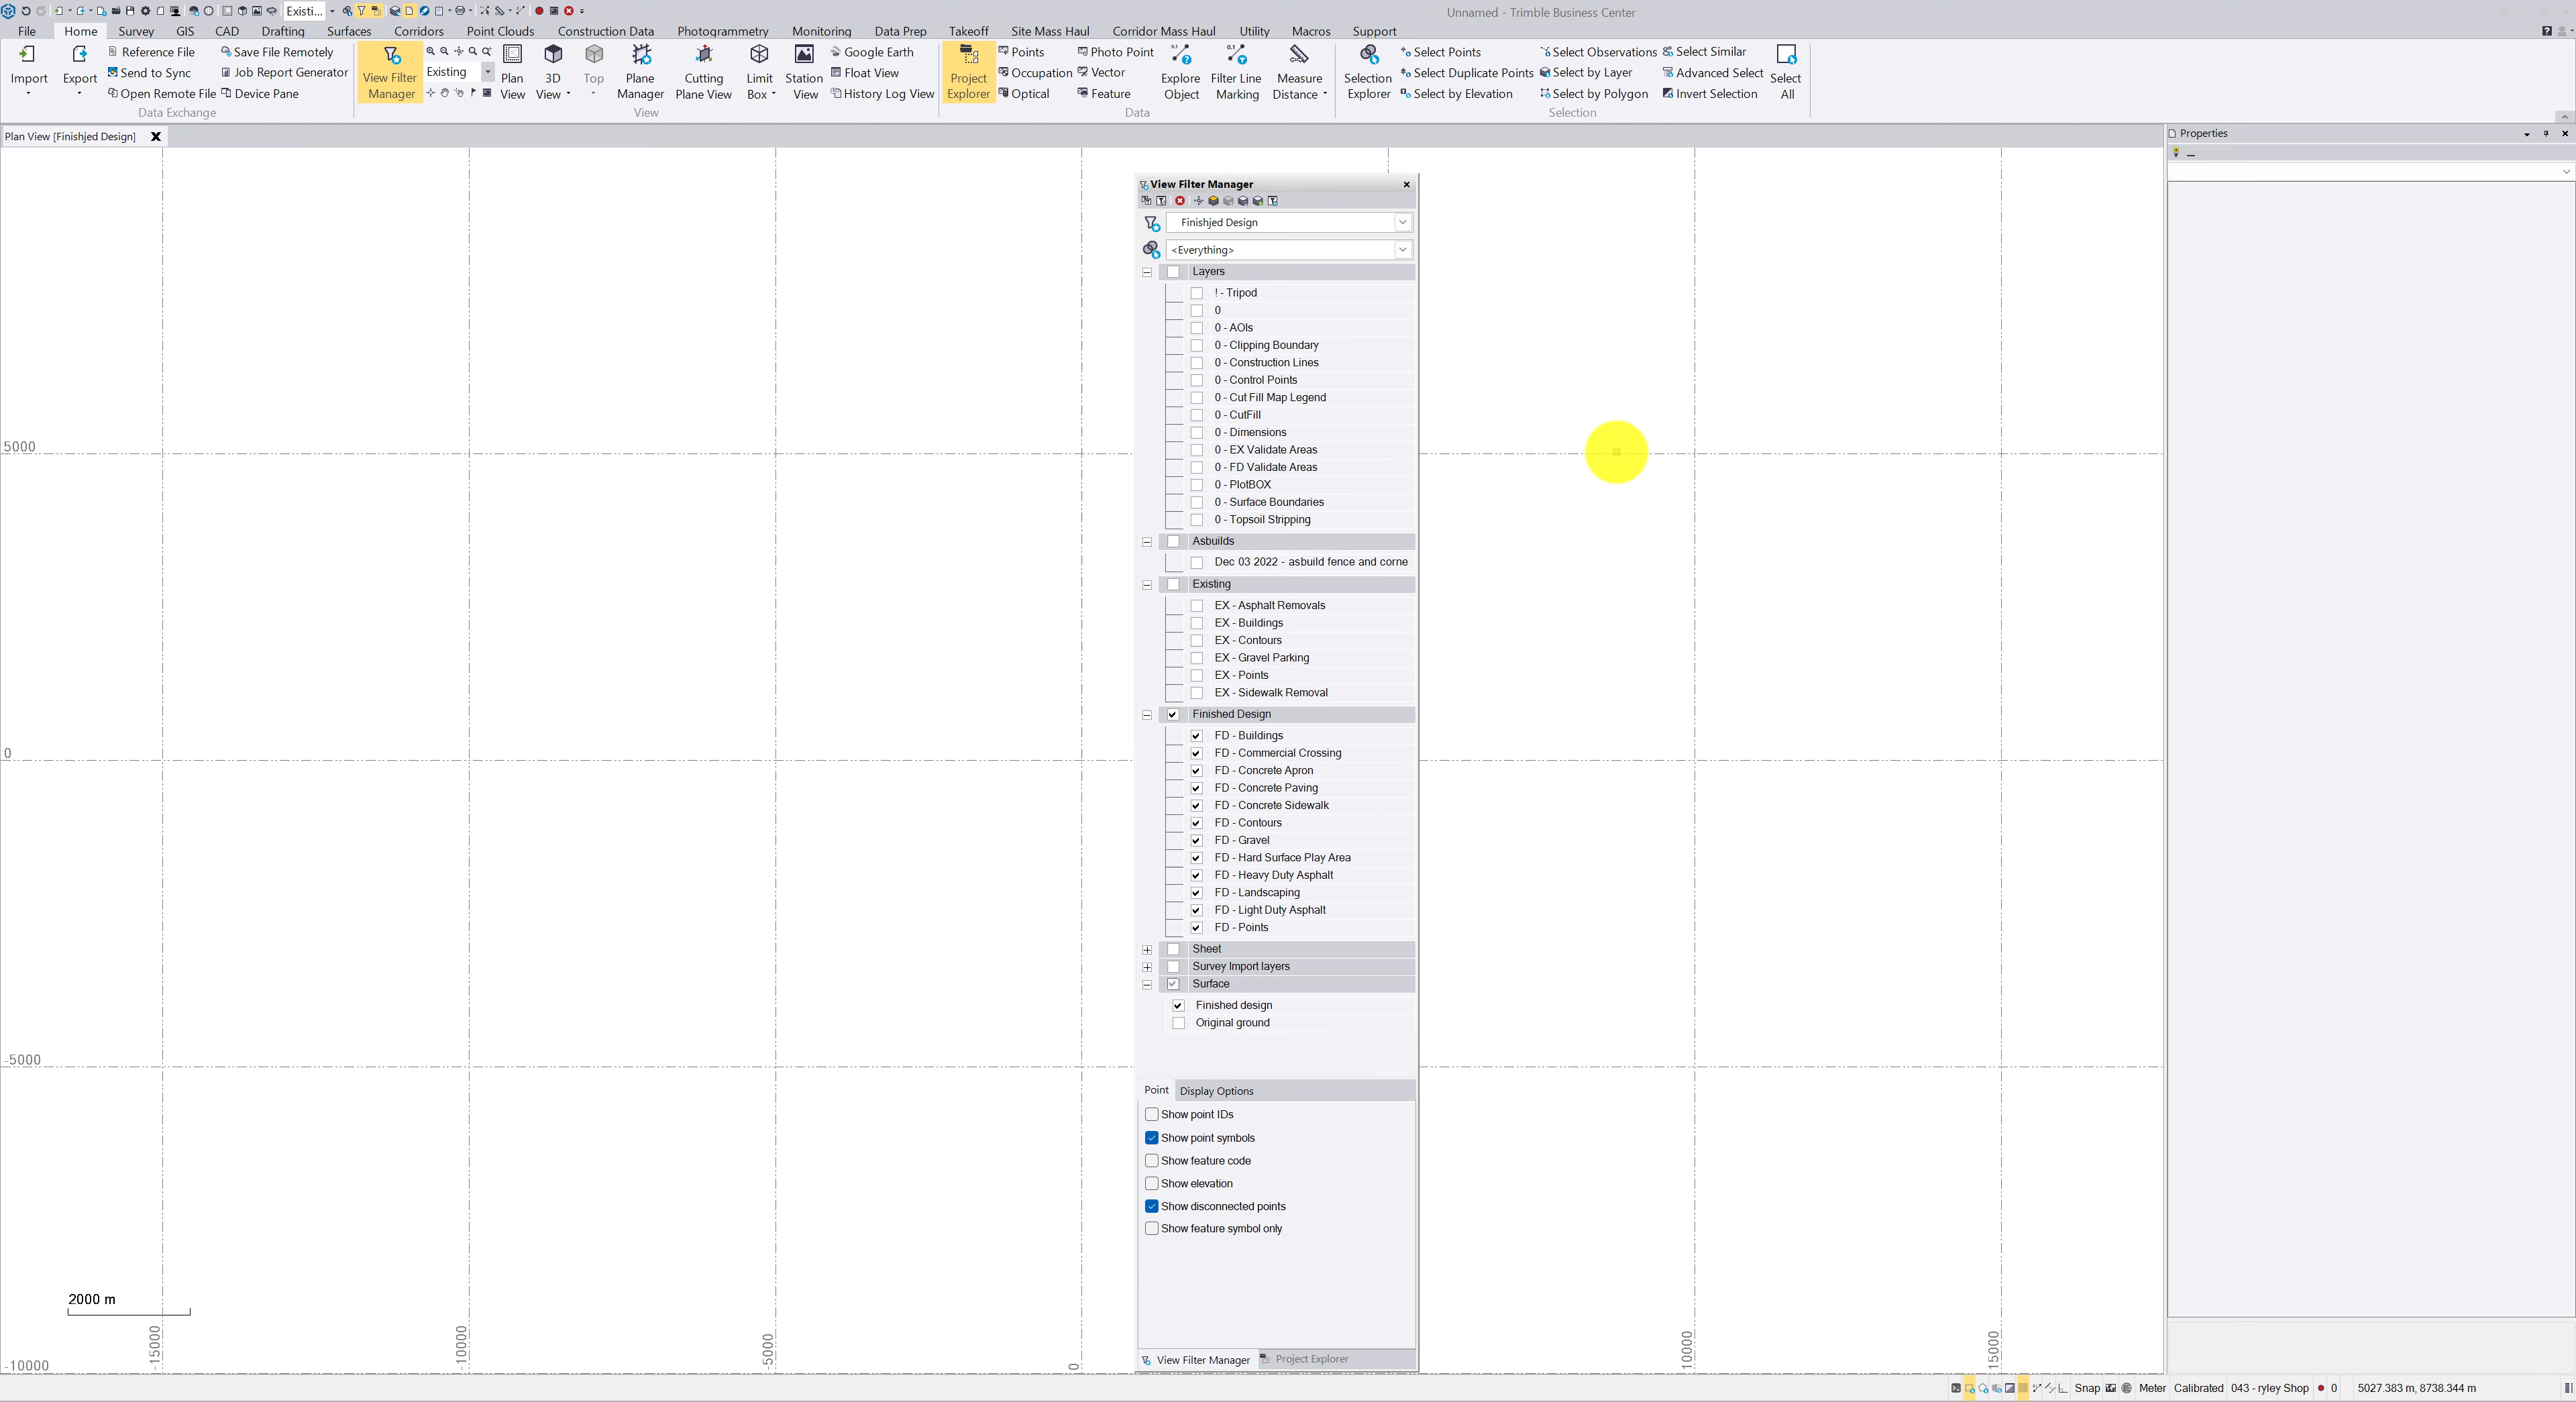 Existi...
Unnamed - Trimble Business Center
File Home Survey GIS CAD Drafting Surfaces Corridors Point Clouds Construction Data Photogrammetry Monitoring Data Prep Takeoff Site Mass Haul Corridor Mass Haul Utility Macros Support
Import
Export
Reference File
Send to Sync
Open Remote File
Save File Remotely
Job Report Generator
Device Pane
Data Exchange
View Filter
Manager
Existing
Plan
View
3D
View
Top
Plane
Manager
Cutting
Plane View
Limit
Box
Station
View
Google Earth
Float View
History Log View
View
Project
Explorer
Points
Occupation
Optical
Photo Point
Vector
Feature
Explore
Object
Filter Line
Marking
Measure
Distance
Data
Selection
Explorer
Select Points
Select Duplicate Points
Select by Elevation
Select Observations
Select by Layer
Select by Polygon
Select Similar
Advanced Select
Invert Selection
Select
All
Selection
Plan View [Finishjed Design]
Properties
View Filter Manager
Finishjed Design
<Everything>
Layers
! - Tripod
0
0 - AOIs
0 - Clipping Boundary
0 - Construction Lines
0 - Control Points
0 - Cut Fill Map Legend
0 - CutFill
0 - Dimensions
0 - EX Validate Areas
0 - FD Validate Areas
0 - PlotBOX
0 - Surface Boundaries
0 - Topsoil Stripping
Asbuilds
Dec 03 2022 - asbuild fence and corne
Existing
EX - Asphalt Removals
EX - Buildings
EX - Contours
EX - Gravel Parking
EX - Points
EX - Sidewalk Removal
Finished Design
FD - Buildings
FD - Commercial Crossing
FD - Concrete Apron
FD - Concrete Paving
FD - Concrete Sidewalk
FD - Contours
FD - Gravel
FD - Hard Surface Play Area
FD - Heavy Duty Asphalt
FD - Landscaping
FD - Light Duty Asphalt
FD - Points
Sheet
Survey Import layers
Surface
Finished design
Original ground
Point Display Options
Show point IDs
Show point symbols
Show feature code
Show elevation
Show disconnected points
Show feature symbol only
View Filter Manager Project Explorer
5000
0
-5000
-10000
2000 m
-15000
-10000
-5000
0
10000
15000
Snap Meter Calibrated 043 - ryley Shop 0 5027.383 m, 8738.344 m